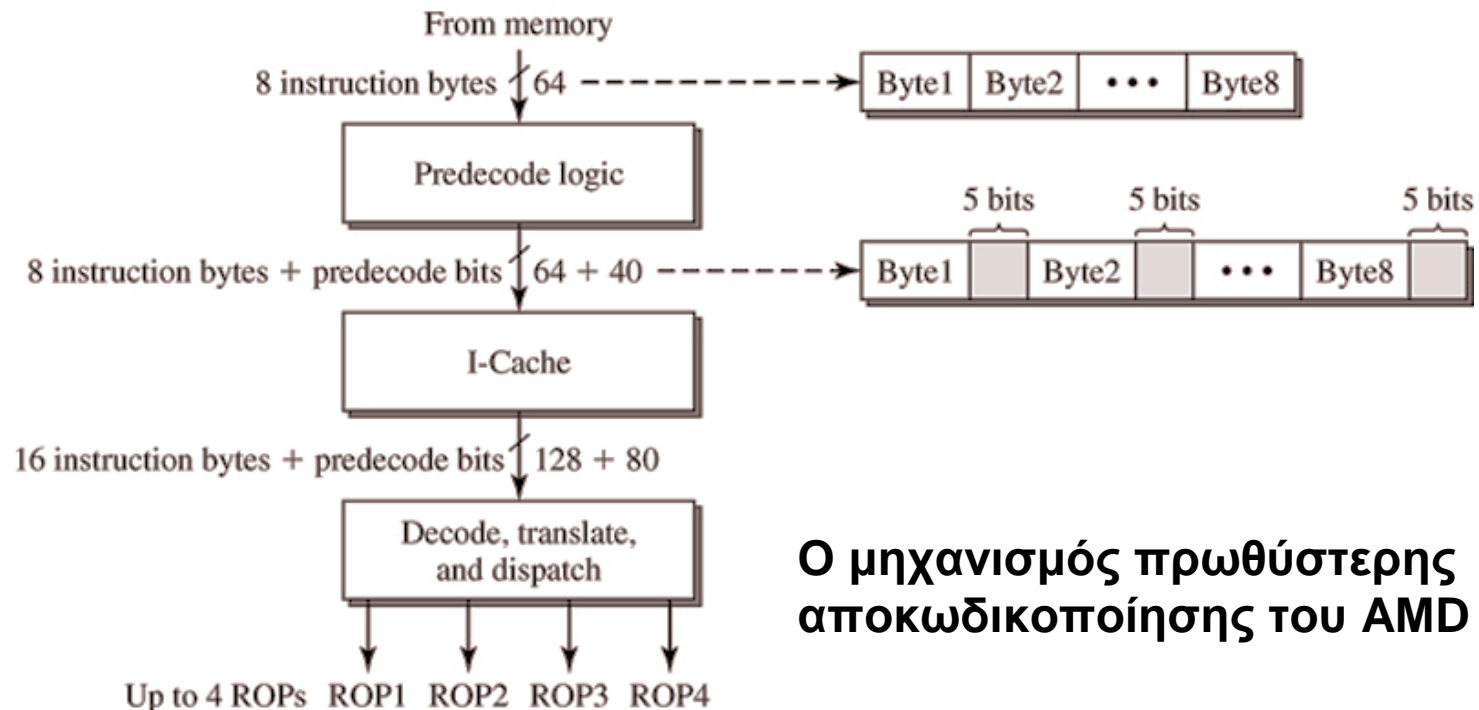 From memory
8 instruction bytes 64
Byte1 Byte2 ••• Byte8
Predecode logic
5 bits 5 bits 5 bits
8 instruction bytes + predecode bits 64 + 40
Byte1 Byte2 ••• Byte8
I-Cache
16 instruction bytes + predecode bits 128 + 80
Decode, translate,
and dispatch
Ο μηχανισμός πρωθύστερης
αποκωδικοποίησης του AMD
Up to 4 ROPs ROP1 ROP2 ROP3 ROP4